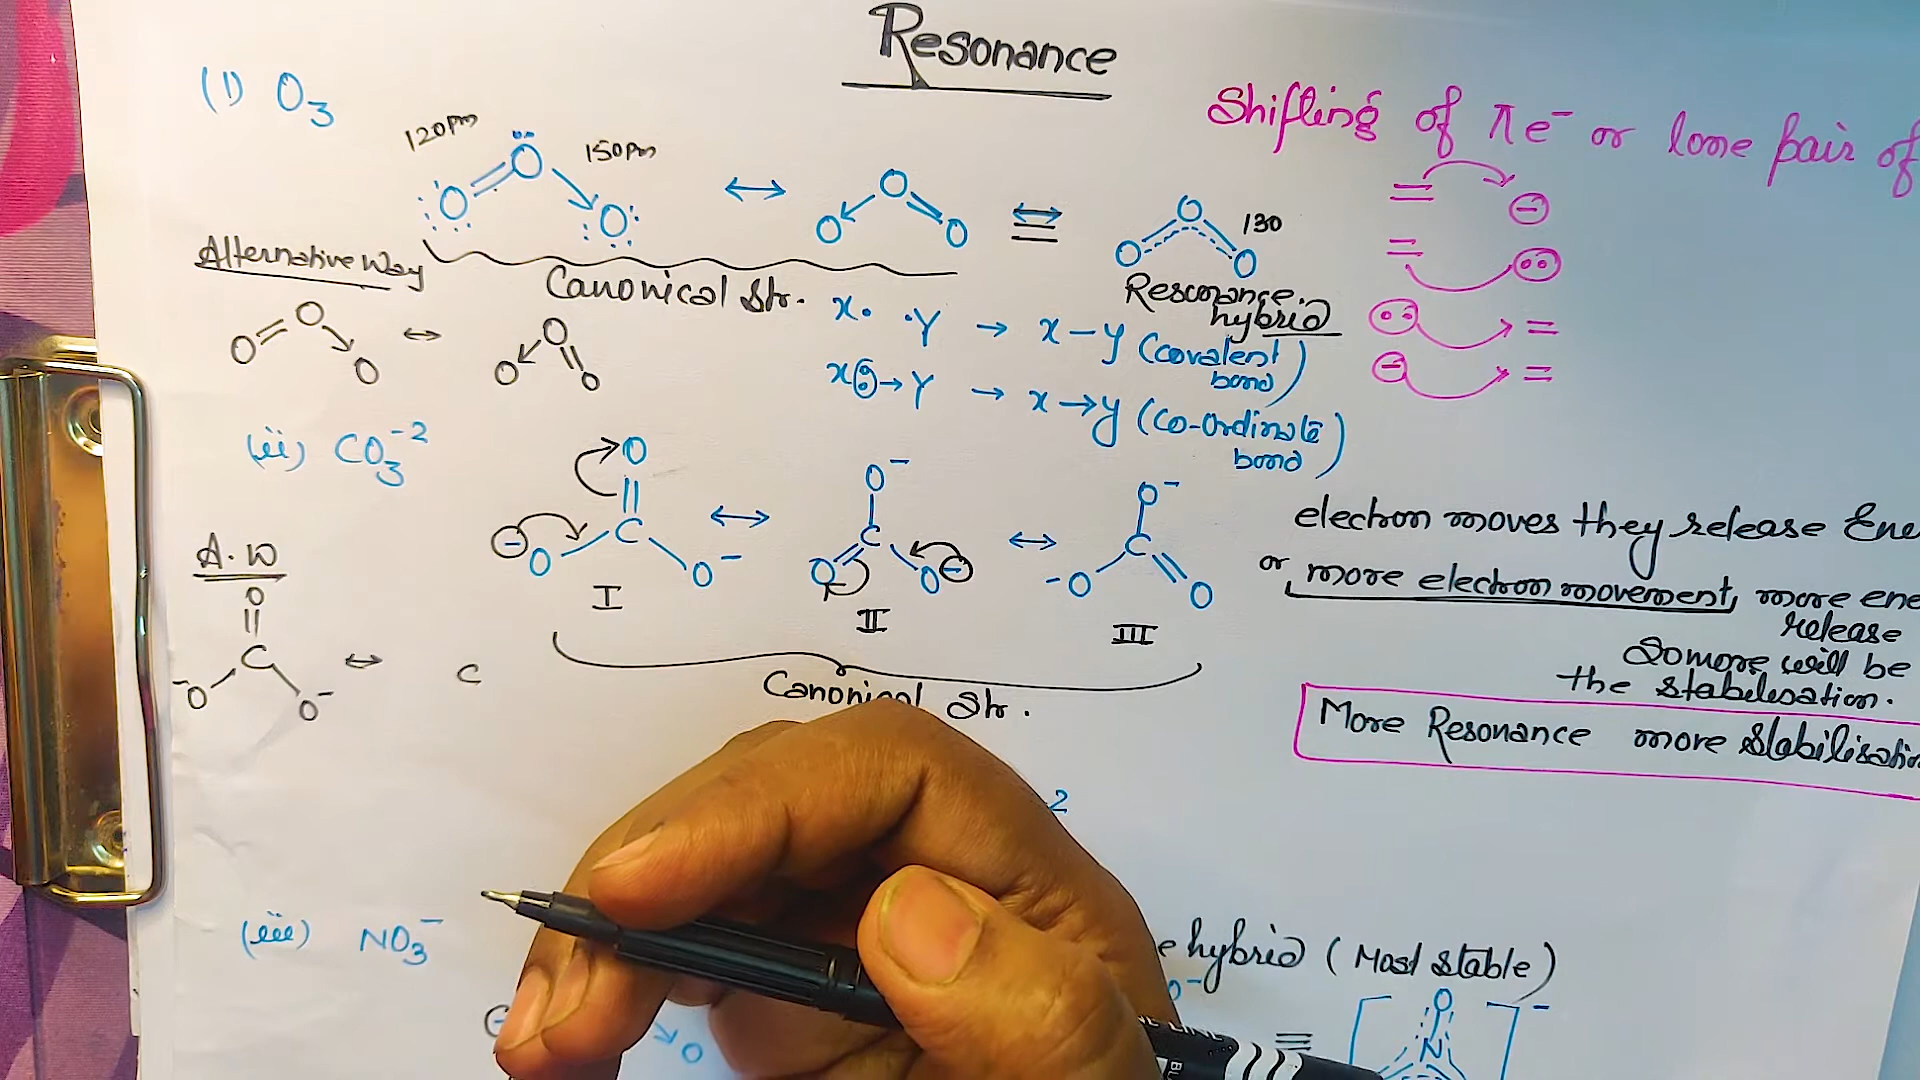 Resonance
(i) O3
120pm
150pm
Shifting of π e- or lone pair of
Ö
O O
O
O O
O 130
O O
Alternative Way
Canonical Str.
Resonance hybrid
O
O O
O
O O
x. .Y → x-y (covalent bond)
x: → Y → x→y (co-ordinate bond)
(ii) CO3-2
O
C
-O O-
I
O-
C
O O-
II
O-
C
-O O
III
electron moves they release Ene
or more electron movement, more ene
release
So more will be
the stabilisation.
A.W
O
C
-O O-
C
Canonical Str.
More Resonance more Stabilisatio
-2
(iii) NO3-
e hybrid (Most stable)
O-
O
N
O